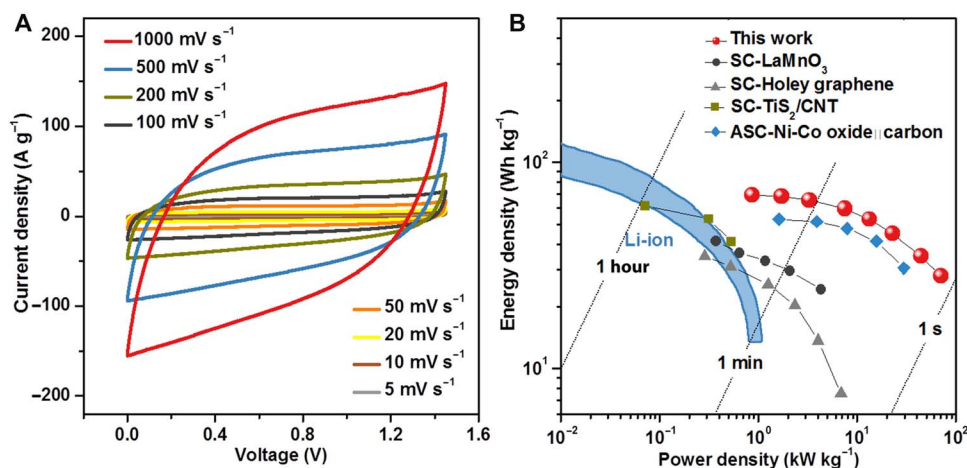 A
1000 mV s⁻¹
500 mV s⁻¹
200 mV s⁻¹
100 mV s⁻¹
50 mV s⁻¹
20 mV s⁻¹
10 mV s⁻¹
5 mV s⁻¹
200
100
0
−100
−200
Current density (A g⁻¹)
0.0 0.4 0.8 1.2 1.6
Voltage (V)
B
This work
SC-LaMnO₃
SC-Holey graphene
SC-TiS₂/CNT
ASC-Ni-Co oxide||carbon
Li-ion
1 hour
1 min
1 s
10²
10¹
Energy density (Wh kg⁻¹)
10⁻² 10⁻¹ 10⁰ 10¹ 10²
Power density (kW kg⁻¹)